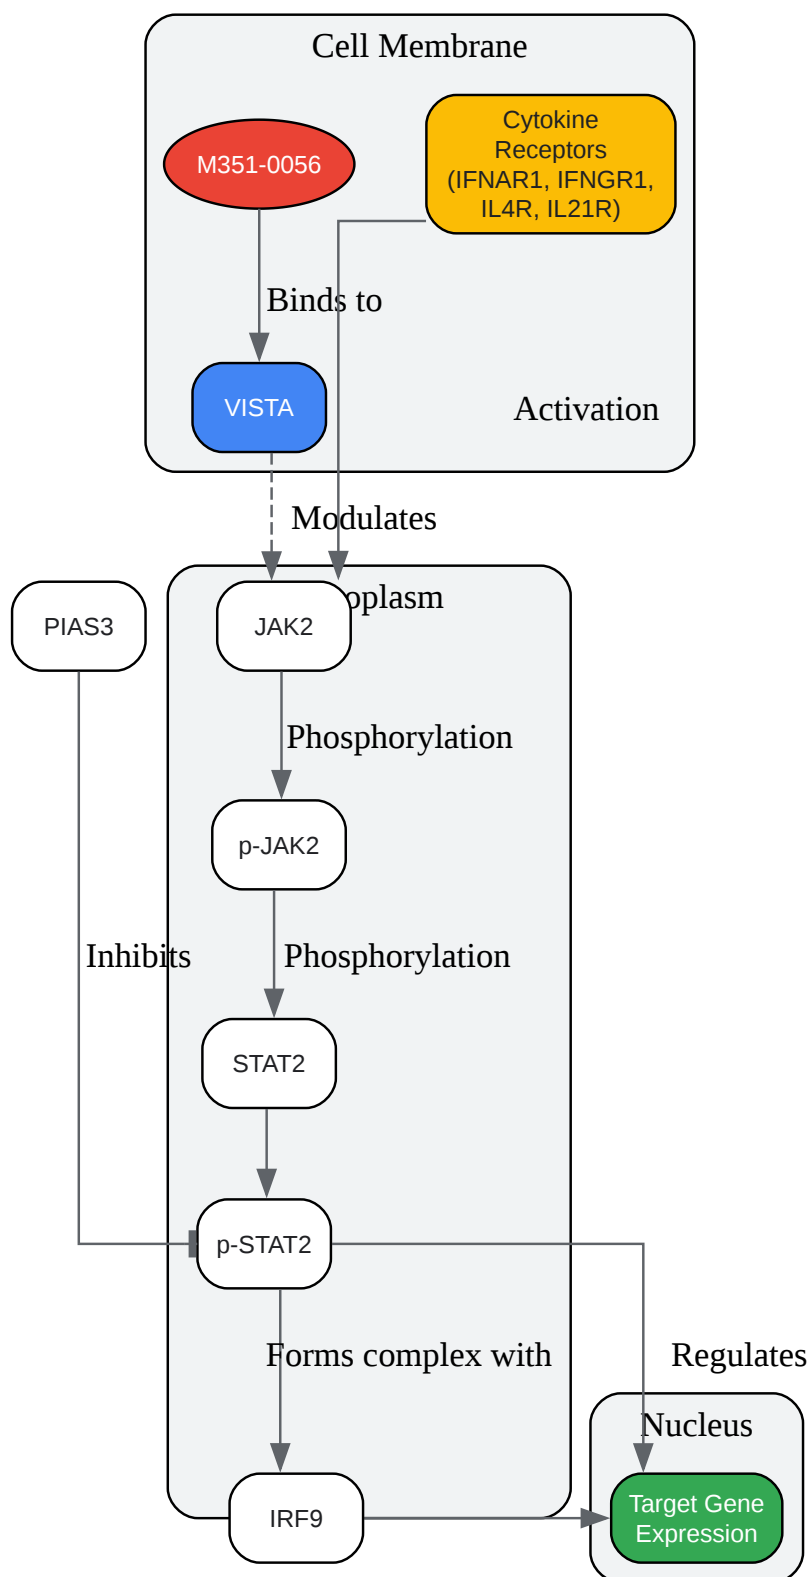 Cell Membrane
M351-0056
Cytokine
Receptors
(IFNAR1, IFNGR1,
IL4R, IL21R)
Binds to
VISTA
Activation
Modulates
oplasm
PIAS3
JAK2
Phosphorylation
p-JAK2
Inhibits
Phosphorylation
STAT2
p-STAT2
Forms complex with
Regulates
Nucleus
IRF9
Target Gene
Expression